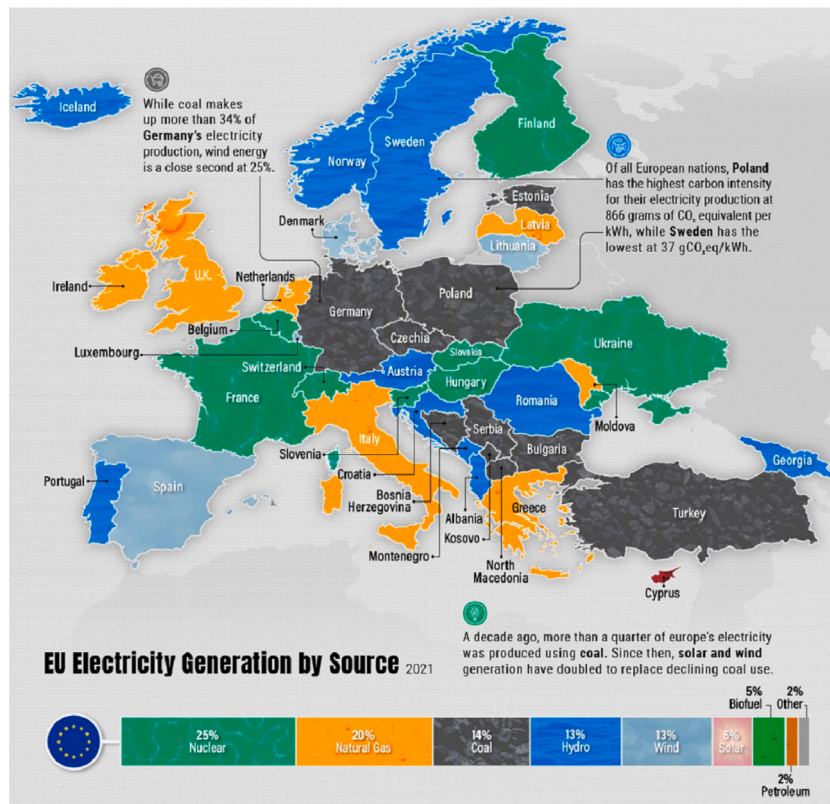 Iceland
While coal makes
up more than 34% of
Germany's electricity
production, wind energy
is a close second at 25%.
Norway
Sweden
Finland
Of all European nations, Poland
has the highest carbon intensity
for their electricity production at
866 grams of CO₂ equivalent per
kWh, while Sweden has the
lowest at 37 gCO₂eq/kWh.
Estonia
Latvia
Lithuania
Denmark
Ireland
U.K.
Netherlands
Belgium
Luxembourg
Germany
Poland
Czechia
Switzerland
Austria
Slovakia
Ukraine
France
Hungary
Romania
Moldova
Italy
Slovenia
Croatia
Serbia
Bulgaria
Georgia
Portugal
Spain
Bosnia
Herzegovina
Albania
Kosovo
Greece
Turkey
Montenegro
North
Macedonia
Cyprus
A decade ago, more than a quarter of europe's electricity
was produced using coal. Since then, solar and wind
generation have doubled to replace declining coal use.
EU Electricity Generation by Source 2021
25%
Nuclear
20%
Natural Gas
14%
Coal
13%
Hydro
13%
Wind
6%
Solar
5%
Biofuel
2%
Other
2%
Petroleum